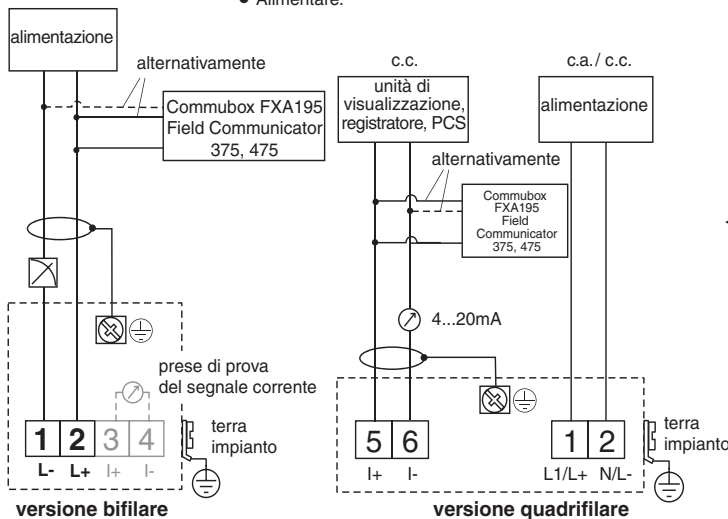 • Alimentare.
alimentazione
alternativamente
Commubox FXA195
Field Communicator
375, 475
prese di prova
del segnale corrente
1 2 3 4
L- L+ I+ I-
terra
impianto
versione bifilare
c.c.
unità di
visualizzazione,
registratore, PCS
c.a./ c.c.
alimentazione
alternativamente
Commubox
FXA195
Field
Communicator
375, 475
4...20mA
5 6
I+ I-
1 2
L1/L+ N/L-
terra
impianto
versione quadrifilare